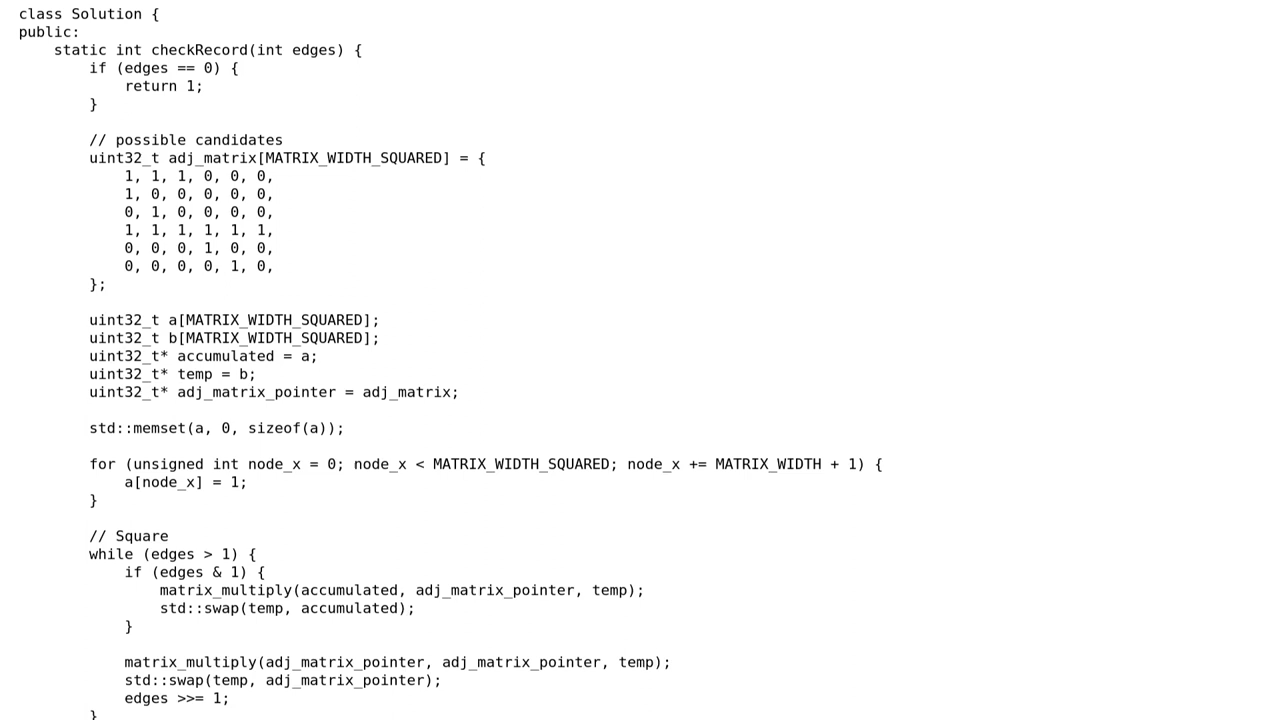 class Solution {
public:
    static int checkRecord(int edges) {
        if (edges == 0) {
            return 1;
        }

        // possible candidates
        uint32_t adj_matrix[MATRIX_WIDTH_SQUARED] = {
            1, 1, 1, 0, 0, 0,
            1, 0, 0, 0, 0, 0,
            0, 1, 0, 0, 0, 0,
            1, 1, 1, 1, 1, 1,
            0, 0, 0, 1, 0, 0,
            0, 0, 0, 0, 1, 0,
        };

        uint32_t a[MATRIX_WIDTH_SQUARED];
        uint32_t b[MATRIX_WIDTH_SQUARED];
        uint32_t* accumulated = a;
        uint32_t* temp = b;
        uint32_t* adj_matrix_pointer = adj_matrix;

        std::memset(a, 0, sizeof(a));

        for (unsigned int node_x = 0; node_x < MATRIX_WIDTH_SQUARED; node_x += MATRIX_WIDTH + 1) {
            a[node_x] = 1;
        }

        // Square
        while (edges > 1) {
            if (edges & 1) {
                matrix_multiply(accumulated, adj_matrix_pointer, temp);
                std::swap(temp, accumulated);
            }

            matrix_multiply(adj_matrix_pointer, adj_matrix_pointer, temp);
            std::swap(temp, adj_matrix_pointer);
            edges >>= 1;
        }